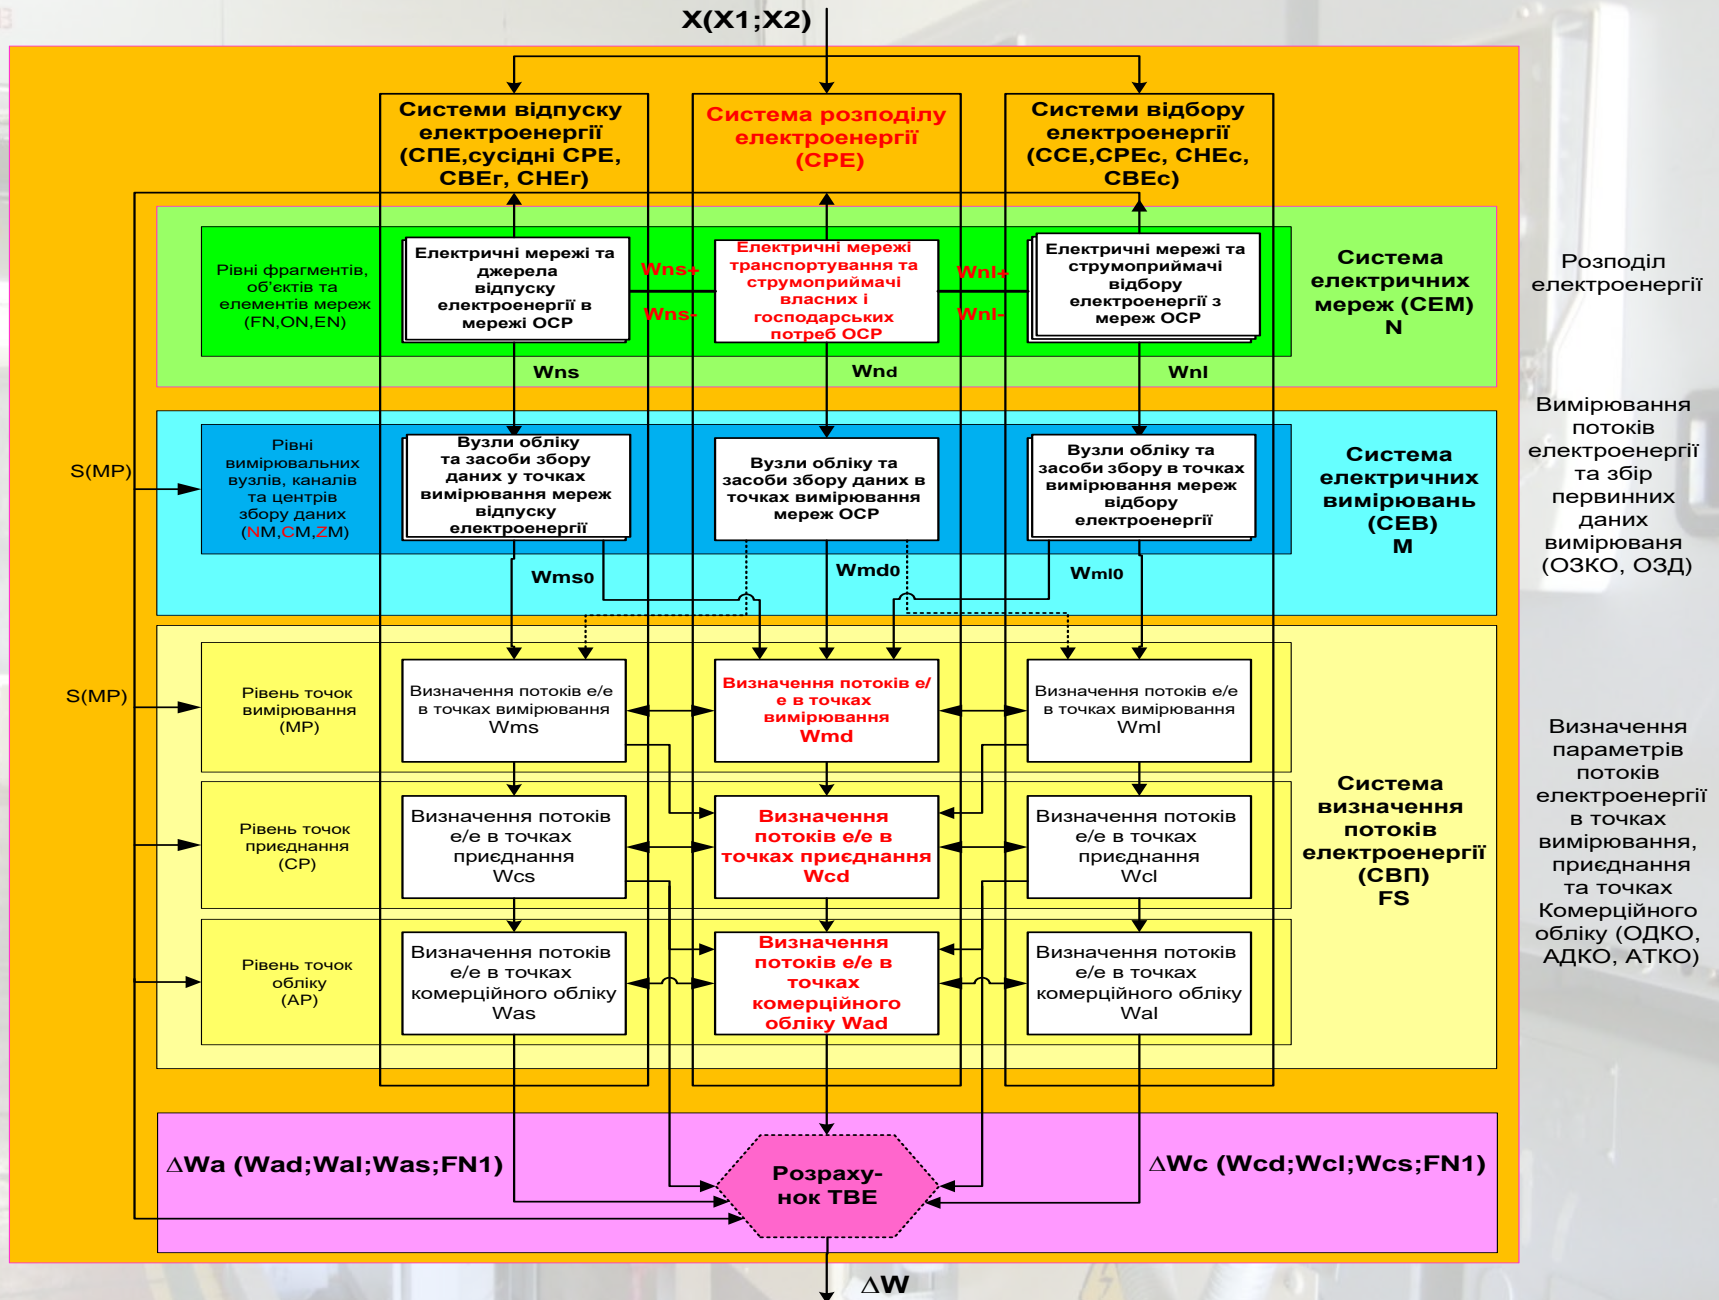 X(X1;X2)
Системи відпуску
електроенергії
(СПЕ,сусідні СРЕ,
СВЕг, СНЕг)
Система розподілу
електроенергії
(СРЕ)
Системи відбору
електроенергії
(ССЕ,СРЕс, СНЕс,
СВЕс)
Рівні фрагментів,
об'єктів та
елементів мереж
(FN,ON,EN)
Електричні мережі та
джерела
відпуску
електроенергії в
мережі ОСР
Wns+
Wns-
Електричні мережі
транспортування та
струмоприймачі
власних і
господарських
потреб ОСР
Wnl+
Wnl-
Електричні мережі та
струмоприймачі
відбору
електроенергії з
мереж ОСР
Система
електричних
мереж (СЕМ)
N
Розподіл
електроенергії
Wns
Wnd
Wnl
S(MP)
Рівні
вимірювальних
вузлів, каналів
та центрів
збору даних
(NM,CM,ZM)
Вузли обліку
та засоби збору
даних у точках
вимірювання мереж
відпуску
електроенергії
Вузли обліку та
засоби збору даних в
точках вимірювання
мереж ОСР
Вузли обліку та
засоби збору в точках
вимірювання мереж
відбору
електроенергії
Система
електричних
вимірювань
(СЕВ)
M
Вимірювання
потоків
електроенергії
та збір
первинних
даних
вимірюваня
(ОЗКО, ОЗД)
Wms0
Wmd0
Wml0
S(MP)
Рівень точок
вимірювання
(MP)
Визначення потоків е/е
в точках вимірювання
Wms
Визначення потоків е/
е в точках
вимірювання
Wmd
Визначення потоків е/е
в точках вимірювання
Wml
Рівень точок
приєднання
(CP)
Визначення потоків
е/е в точках
приєднання
Wcs
Визначення
потоків е/е в
точках приєднання
Wcd
Визначення потоків
е/е в точках
приєднання
Wcl
Рівень точок
обліку
(AP)
Визначення потоків
е/е в точках
комерційного обліку
Was
Визначення
потоків е/е в
точках
комерційного
обліку Wad
Визначення потоків
е/е в точках
комерційного обліку
Wal
Система
визначення
потоків
електроенергії
(СВП)
FS
Визначення
параметрів
потоків
електроенергії
в точках
вимірювання,
приєднання
та точках
Комерційного
обліку (ОДКО,
АДКО, АТКО)
∆Wa (Wad;Wal;Was;FN1)
Розраху-
нок ТВЕ
∆Wc (Wcd;Wcl;Wcs;FN1)
∆W